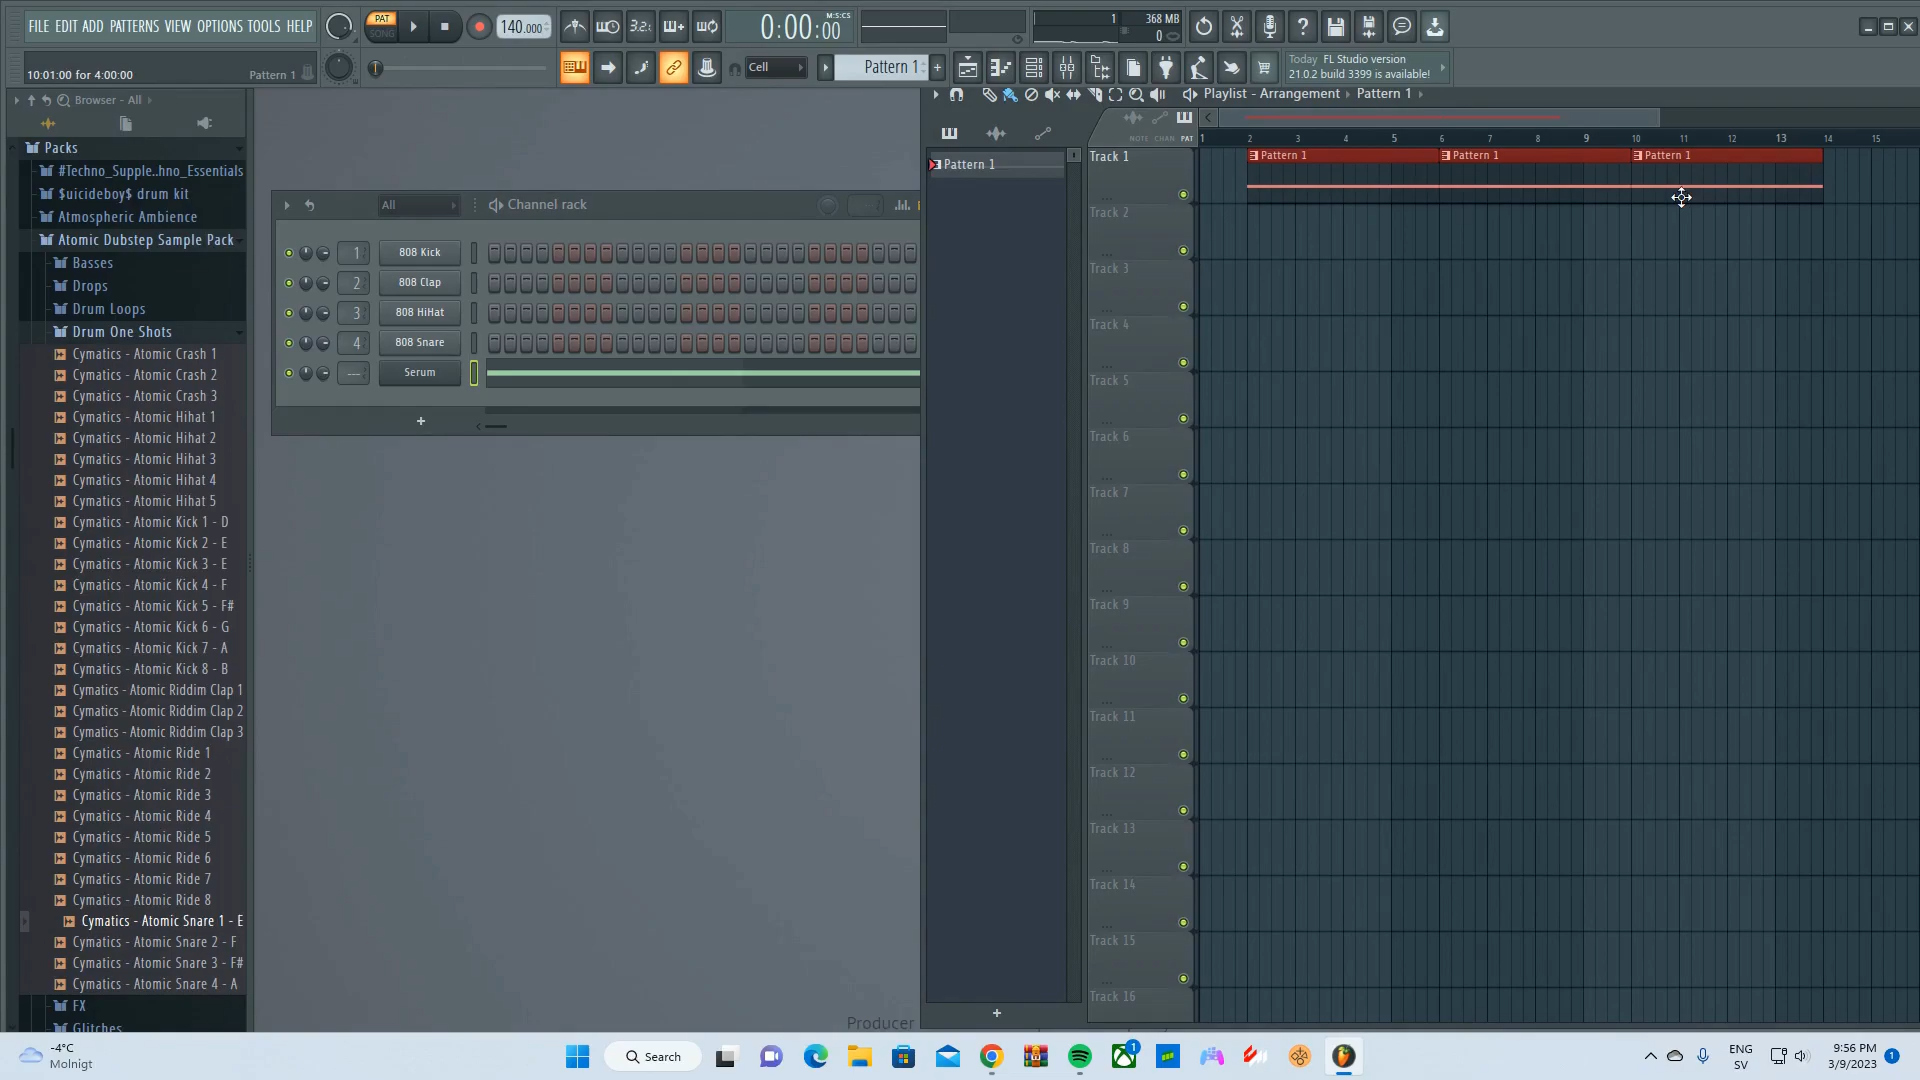 FILE EDIT ADD PATTERNS VIEW OPTIONS TOOLS HELP
PAT
SONG
140.000
3.2
0:00:00
M:S:CS
1
368 MB
0
10:01:00 for 4:00:00
Pattern 1
Cell
Pattern 1
+
Today FL Studio version
21.0.2 build 3399 is available!
Browser - All
Packs
#Techno_Supple..hno_Essentials
$uicideboy$ drum kit
Atmospheric Ambience
Atomic Dubstep Sample Pack
Basses
Drops
Drum Loops
Drum One Shots
Cymatics - Atomic Crash 1
Cymatics - Atomic Crash 2
Cymatics - Atomic Crash 3
Cymatics - Atomic Hihat 1
Cymatics - Atomic Hihat 2
Cymatics - Atomic Hihat 3
Cymatics - Atomic Hihat 4
Cymatics - Atomic Hihat 5
Cymatics - Atomic Kick 1 - D
Cymatics - Atomic Kick 2 - E
Cymatics - Atomic Kick 3 - E
Cymatics - Atomic Kick 4 - F
Cymatics - Atomic Kick 5 - F#
Cymatics - Atomic Kick 6 - G
Cymatics - Atomic Kick 7 - A
Cymatics - Atomic Kick 8 - B
Cymatics - Atomic Riddim Clap 1
Cymatics - Atomic Riddim Clap 2
Cymatics - Atomic Riddim Clap 3
Cymatics - Atomic Ride 1
Cymatics - Atomic Ride 2
Cymatics - Atomic Ride 3
Cymatics - Atomic Ride 4
Cymatics - Atomic Ride 5
Cymatics - Atomic Ride 6
Cymatics - Atomic Ride 7
Cymatics - Atomic Ride 8
Cymatics - Atomic Snare 1 - E
Cymatics - Atomic Snare 2 - F
Cymatics - Atomic Snare 3 - F#
Cymatics - Atomic Snare 4 - A
FX
Glitches
All
Channel rack
1 808 Kick
2 808 Clap
3 808 HiHat
4 808 Snare
--- Serum
+
Producer
Playlist - Arrangement Pattern 1
NOTE CHAN PAT
1 2 3 4 5 6 7 8 9 10 11 12 13 14 15
Pattern 1
+
Track 1
Pattern 1 Pattern 1 Pattern 1
Track 2
Track 3
Track 4
Track 5
Track 6
Track 7
Track 8
Track 9
Track 10
Track 11
Track 12
Track 13
Track 14
Track 15
Track 16
-4°C
Molnigt
Search
1
ENG
SV
9:56 PM
3/9/2023
1